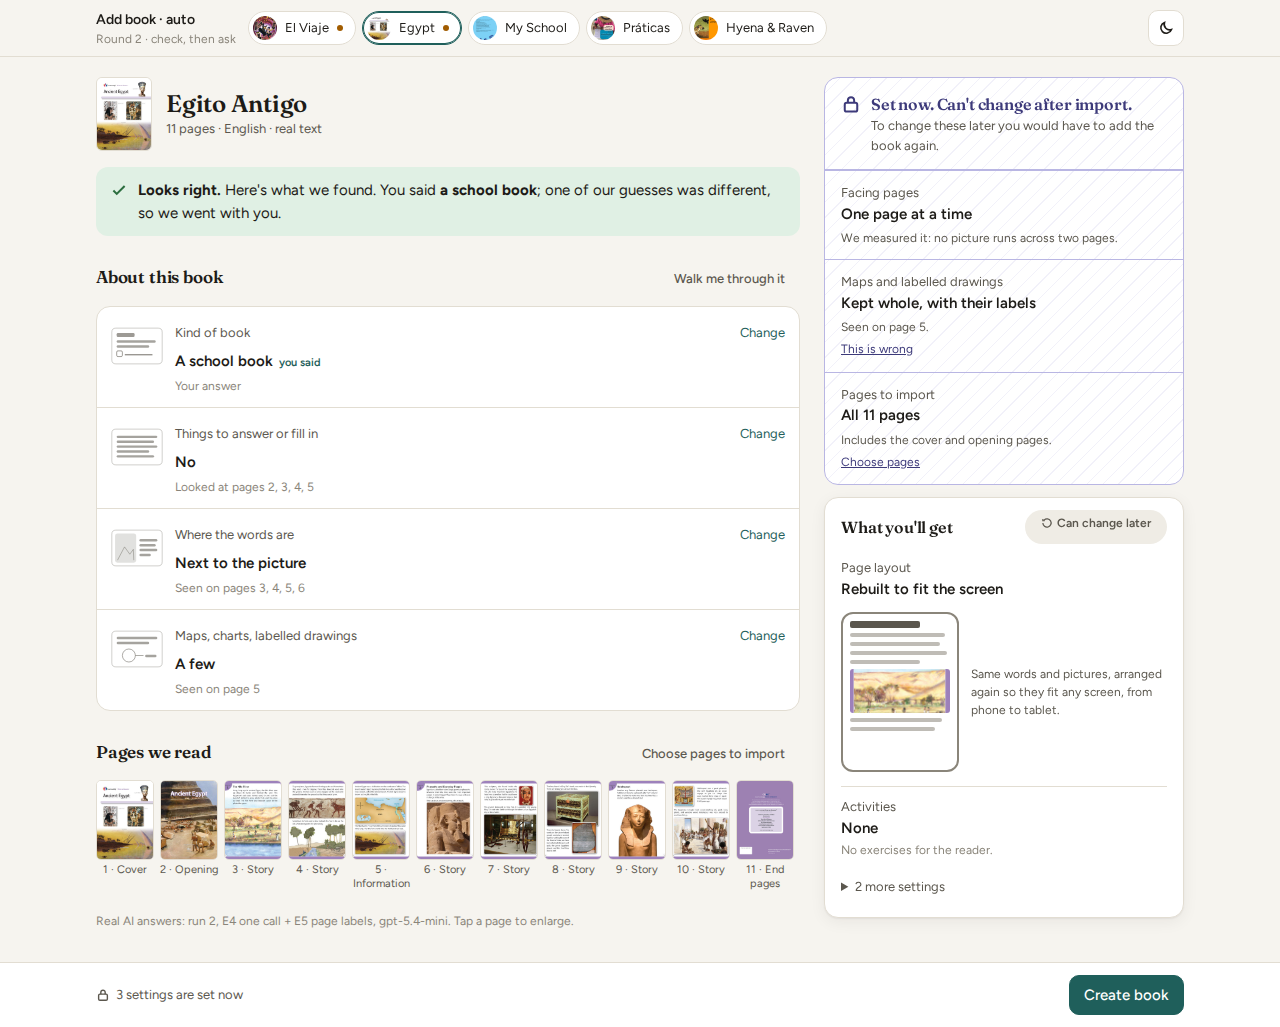 Add book · auto
Round 2 · check, then ask
El Viaje
Egypt
My School
Práticas
Hyena & Raven
Egito Antigo
11 pages · English · real text
Looks right. Here's what we found. You said a school book; one of our guesses was different,
so we went with you.
About this book
Walk me through it
Kind of book
Change
A school book you said
Your answer
Things to answer or fill in
Change
No
Looked at pages 2, 3, 4, 5
Where the words are
Change
Next to the picture
Seen on pages 3, 4, 5, 6
Maps, charts, labelled drawings
Change
A few
Seen on page 5
Pages we read
Choose pages to import
Ancient Egypt
Ancient Egypt
1 · Cover
2 · Opening
3 · Story
4 · Story
5 ·
Information
6 · Story
7 · Story
8 · Story
9 · Story
10 · Story
11 · End
pages
Real AI answers: run 2, E4 one call + E5 page labels, gpt-5.4-mini. Tap a page to enlarge.
Set now. Can't change after import.
To change these later you would have to add the
book again.
Facing pages
One page at a time
We measured it: no picture runs across two pages.
Maps and labelled drawings
Kept whole, with their labels
Seen on page 5.
This is wrong
Pages to import
All 11 pages
Includes the cover and opening pages.
Choose pages
What you'll get
Can change later
Page layout
Rebuilt to fit the screen
Same words and pictures, arranged
again so they fit any screen, from
phone to tablet.
Activities
None
No exercises for the reader.
2 more settings
3 settings are set now
Create book